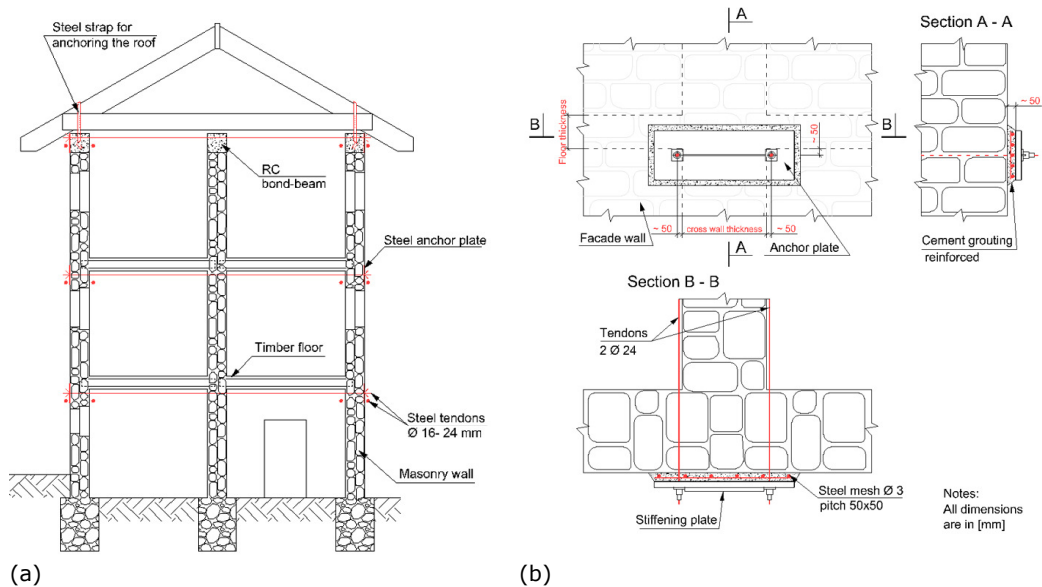 Steel strap for
anchoring the roof
RC
bond-beam
Steel anchor plate
Timber floor
Steel tendons
Ø 16- 24 mm
Masonry wall
(a)
A
Section A - A
~ 50
B
B
B
Floor thickness
~ 50
~ 50
cross wall thickness
~ 50
Facade wall
A
Anchor plate
Cement grouting
reinforced
Section B - B
Tendons
2 Ø 24
Steel mesh Ø 3
pitch 50x50
Stiffening plate
Notes:
All dimensions
are in [mm]
(b)